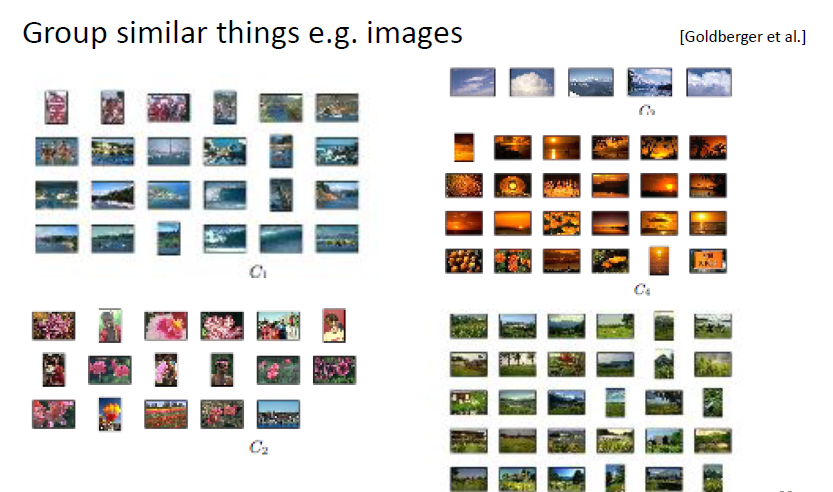 Group similar things e.g. images
[Goldberger et al.]
C₁
C₂
C₄